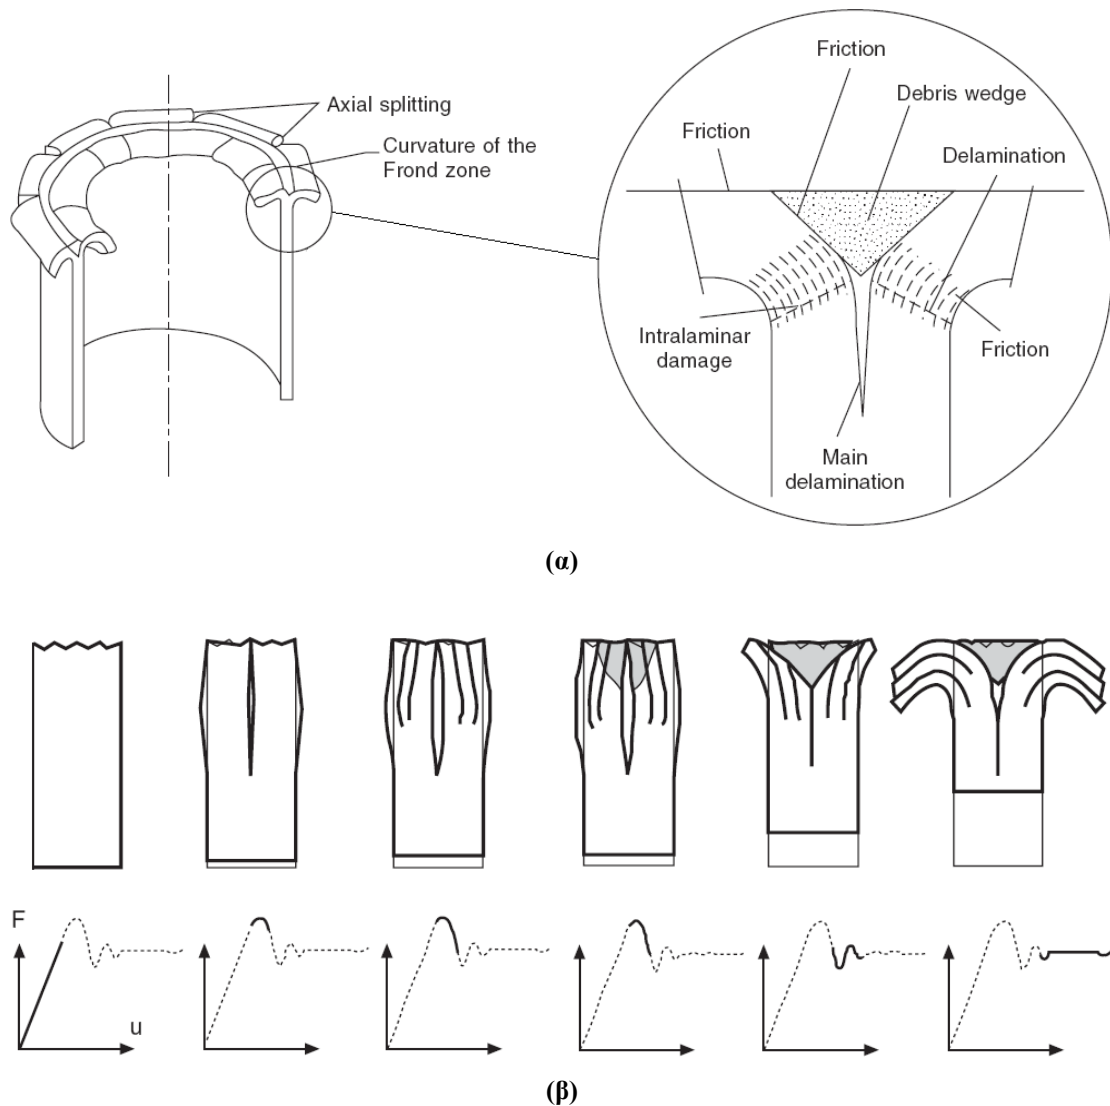 Axial splitting
Curvature of the
Frond zone
Friction
Debris wedge
Friction
Delamination
Intralaminar
damage
Friction
Main
delamination
(α)
F
u
(β)